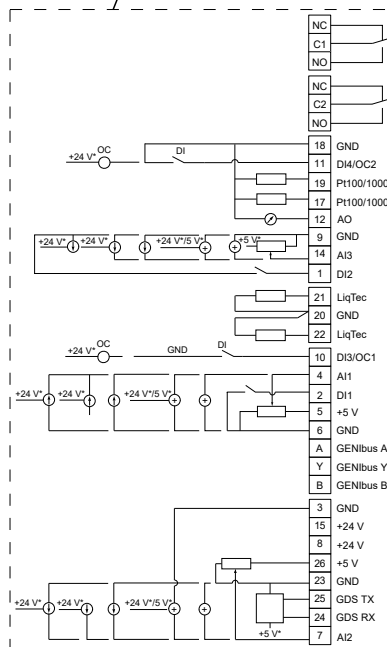 NC
C1
NO
NC
C2
NO
18 GND
+24 V* OC DI 11 DI4/OC2
19 Pt100/1000
17 Pt100/1000
12 AO
9 GND
+24 V* +24 V* +24 V*/5 V* +5 V*
14 AI3
1 DI2
21 LiqTec
20 GND
22 LiqTec
+24 V* OC GND DI 10 DI3/OC1
4 AI1
+24 V* +24 V* +24 V*/5 V* 2 DI1
5 +5 V
6 GND
A GENIbus A
Y GENIbus Y
B GENIbus B
3 GND
15 +24 V
8 +24 V
26 +5 V
23 GND
+24 V* +24 V* +24 V*/5 V* 25 GDS TX
24 GDS RX
+5 V* 7 AI2